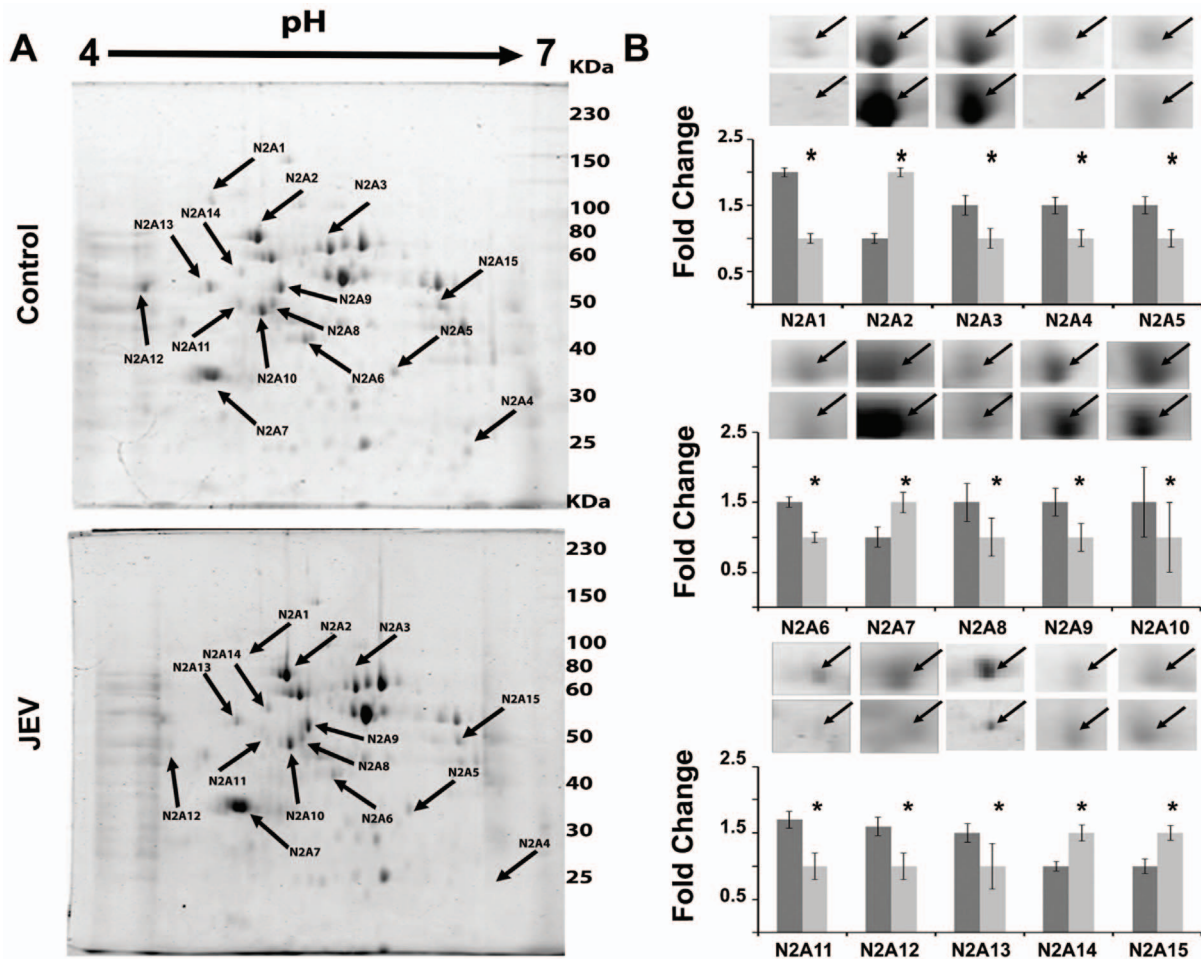 A
pH
4
7
KDa
Control
230
150
100
80
60
50
40
30
25
N2A1
N2A2
N2A3
N2A14
N2A13
N2A15
N2A9
N2A8
N2A11
N2A5
N2A12
N2A10
N2A6
N2A7
N2A4
KDa
JEV
230
150
100
80
60
50
40
30
25
N2A1
N2A2
N2A3
N2A14
N2A13
N2A15
N2A9
N2A8
N2A11
N2A5
N2A12
N2A10
N2A6
N2A7
N2A4
B
Fold Change
2.5
1.5
0.5
* * * * *
N2A1 N2A2 N2A3 N2A4 N2A5
Fold Change
2.5
1.5
0.5
* * * * *
N2A6 N2A7 N2A8 N2A9 N2A10
Fold Change
2.5
1.5
0.5
* * * * *
N2A11 N2A12 N2A13 N2A14 N2A15